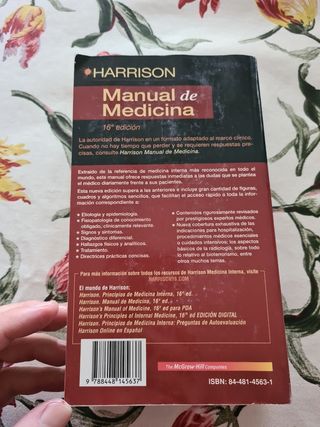 HARRISON
Manual de
Medicina
16ª edición
La autoridad de Harrison en un formato adaptado al marco clínico.
Cuando no hay tiempo que perder y se requieren respuestas pre-
cisas, consulte Harrison Manual de Medicina.
Extraído de la referencia de medicina interna más reconocida en todo el
mundo, este manual ofrece respuestas inmediatas a las dudas que se plantea
el médico diariamente frente a sus pacientes.
Esta nueva edición supera a las anteriores e incluye gran cantidad de figuras,
cuadros y algoritmos sencillos, que facilitan el acceso rápido a toda la infor-
mación correspondiente a:
• Etiología y epidemiología.
• Fisiopatología de conocimiento
obligado, clínicamente relevante.
• Signos y síntomas.
• Diagnóstico diferencial.
• Hallazgos físicos y analíticos.
• Tratamiento.
• Directrices prácticas concisas.
• Contenidos rigurosamente revisados
por prestigiosos expertos médicos.
• Nueva cobertura exhaustiva de las
indicaciones para hospitalización,
procedimientos médicos esenciales
o cuidados intensivos; los aspectos
básicos de la radiología, sobre todo
lo relativo al bioterrorismo, entre
otros muchos temas.
Para más información sobre todos los recursos de Harrison Medicina Interna, visite
HARRISONS.COM
El mundo de Harrison:
Harrison. Principios de Medicina Interna, 16ª ed.
Harrison. Manual de Medicina, 16ª ed.
Harrison's Manual of Medicine, 16ª ed para PDA
Harrison's Principles of Internal Medicine, 16ª ed EDICIÓN DIGITAL
Harrison. Principios de Medicina Interna: Preguntas de Autoevaluación
Harrison Online en Español
9 788448 145637
The McGraw-Hill Companies
ISBN: 84-481-4563-1